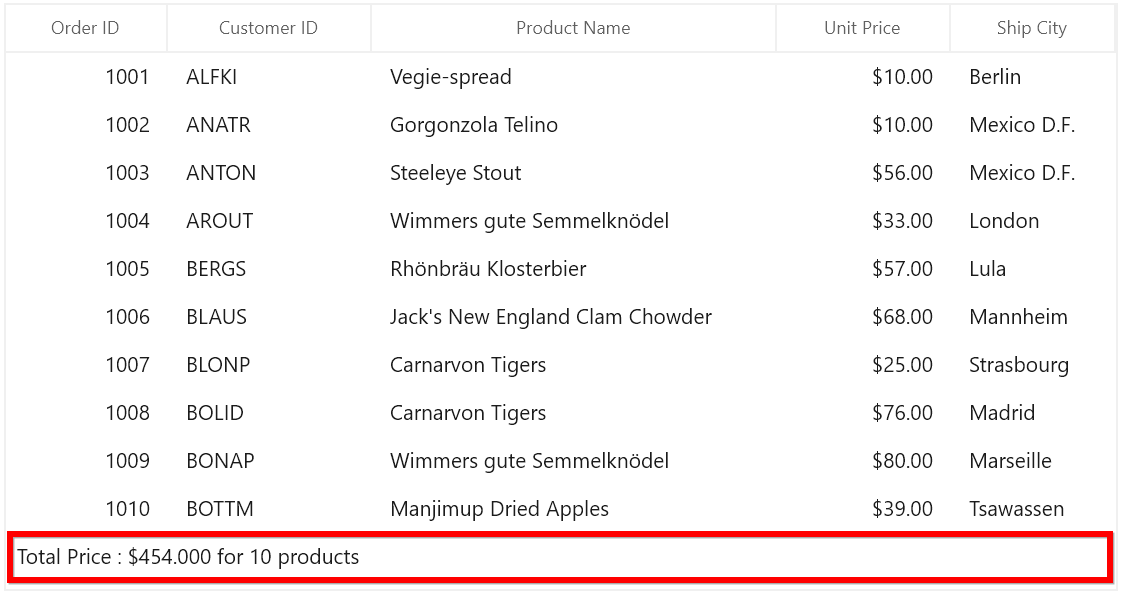 Order ID Customer ID Product Name Unit Price Ship City
1001 ALFKI Vegie-spread $10.00 Berlin
1002 ANATR Gorgonzola Telino $10.00 Mexico D.F.
1003 ANTON Steeleye Stout $56.00 Mexico D.F.
1004 AROUT Wimmers gute Semmelknödel $33.00 London
1005 BERGS Rhönbräu Klosterbier $57.00 Lula
1006 BLAUS Jack's New England Clam Chowder $68.00 Mannheim
1007 BLONP Carnarvon Tigers $25.00 Strasbourg
1008 BOLID Carnarvon Tigers $76.00 Madrid
1009 BONAP Wimmers gute Semmelknödel $80.00 Marseille
1010 BOTTM Manjimup Dried Apples $39.00 Tsawassen
Total Price : $454.000 for 10 products